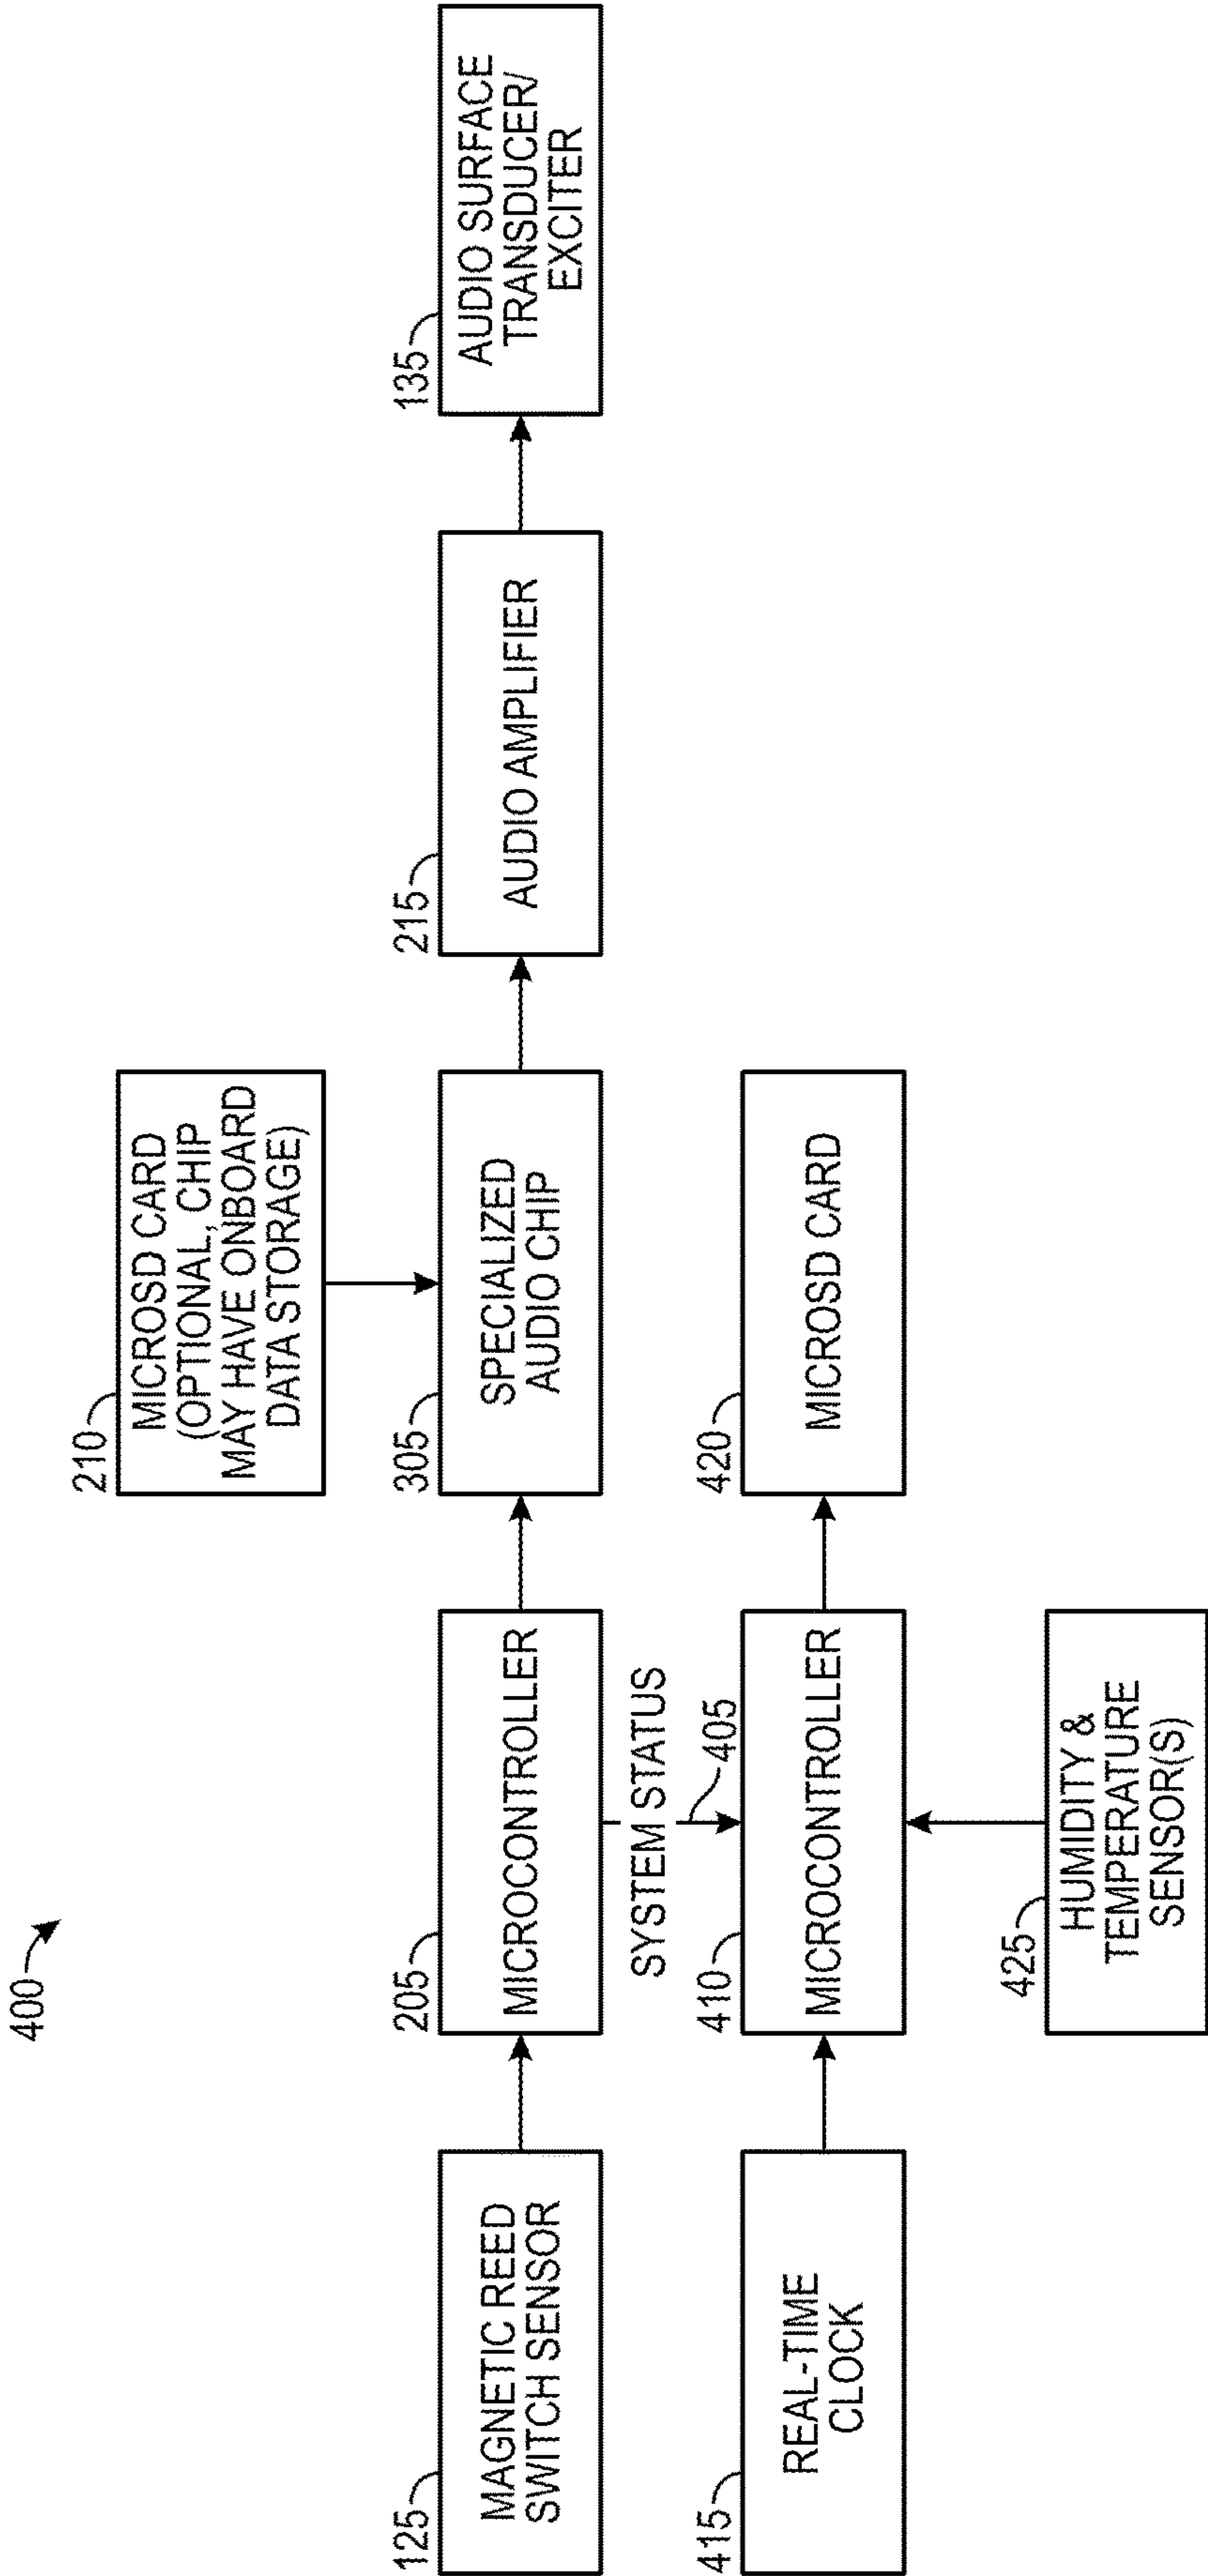 400
210
MICROSD CARD
(OPTIONAL, CHIP
MAY HAVE ONBOARD
DATA STORAGE)
125
MAGNETIC REED
SWITCH SENSOR
205
MICROCONTROLLER
305
SPECIALIZED
AUDIO CHIP
215
AUDIO AMPLIFIER
135
AUDIO SURFACE
TRANSDUCER/
EXCITER
SYSTEM STATUS
405
415
REAL-TIME
CLOCK
410
MICROCONTROLLER
420
MICROSD CARD
425
HUMIDITY &
TEMPERATURE
SENSOR(S)